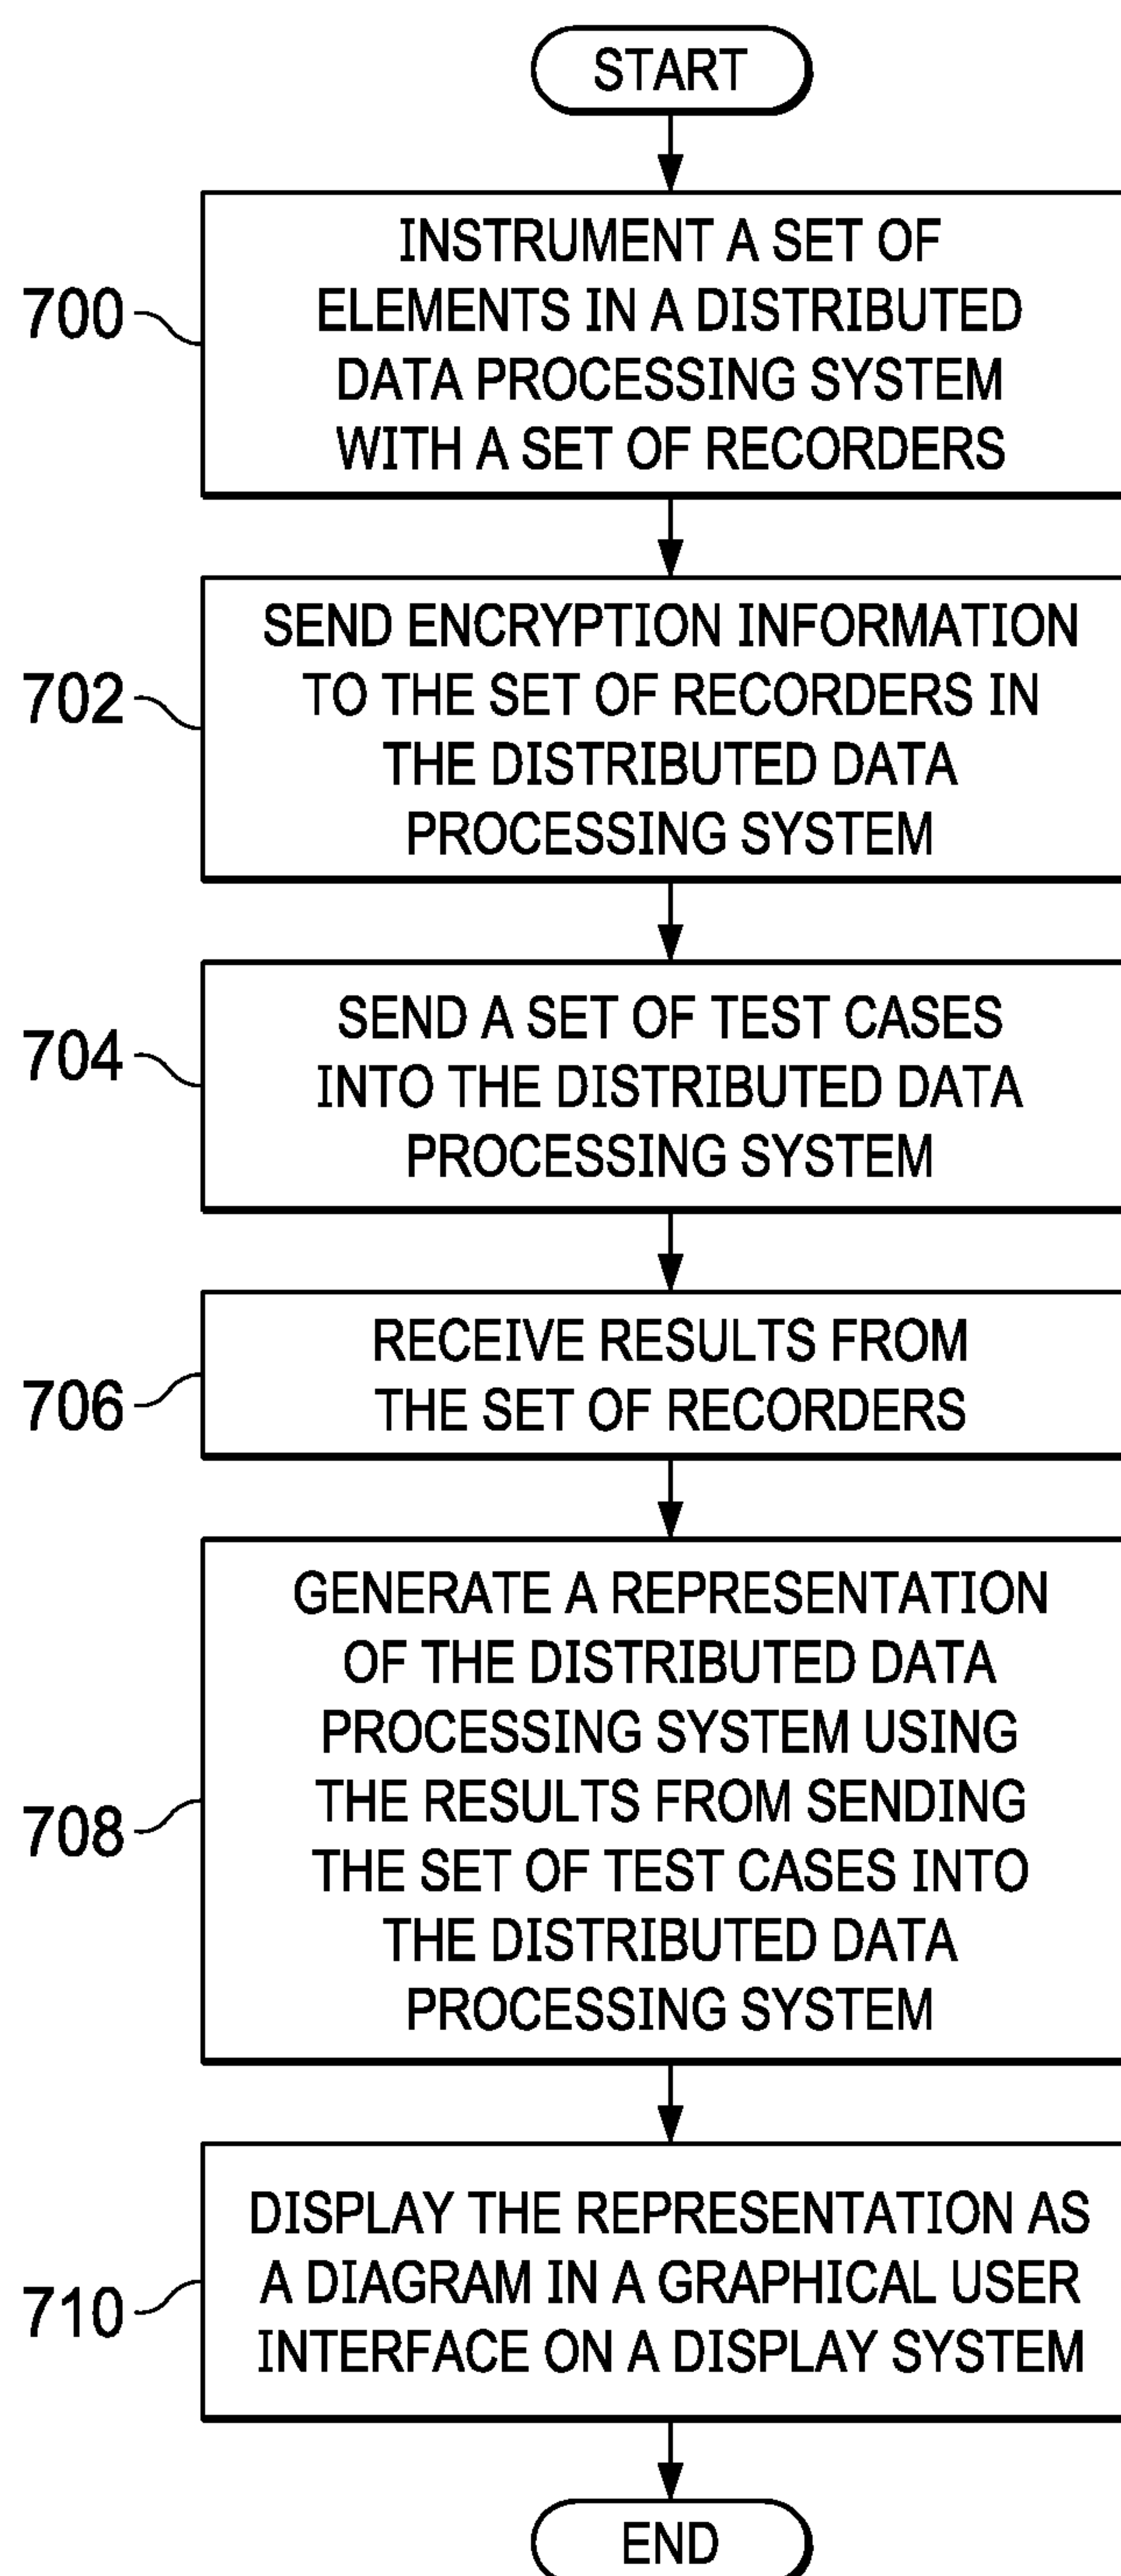 START
700
INSTRUMENT A SET OF
ELEMENTS IN A DISTRIBUTED
DATA PROCESSING SYSTEM
WITH A SET OF RECORDERS
702
SEND ENCRYPTION INFORMATION
TO THE SET OF RECORDERS IN
THE DISTRIBUTED DATA
PROCESSING SYSTEM
704
SEND A SET OF TEST CASES
INTO THE DISTRIBUTED DATA
PROCESSING SYSTEM
706
RECEIVE RESULTS FROM
THE SET OF RECORDERS
708
GENERATE A REPRESENTATION
OF THE DISTRIBUTED DATA
PROCESSING SYSTEM USING
THE RESULTS FROM SENDING
THE SET OF TEST CASES INTO
THE DISTRIBUTED DATA
PROCESSING SYSTEM
710
DISPLAY THE REPRESENTATION AS
A DIAGRAM IN A GRAPHICAL USER
INTERFACE ON A DISPLAY SYSTEM
END